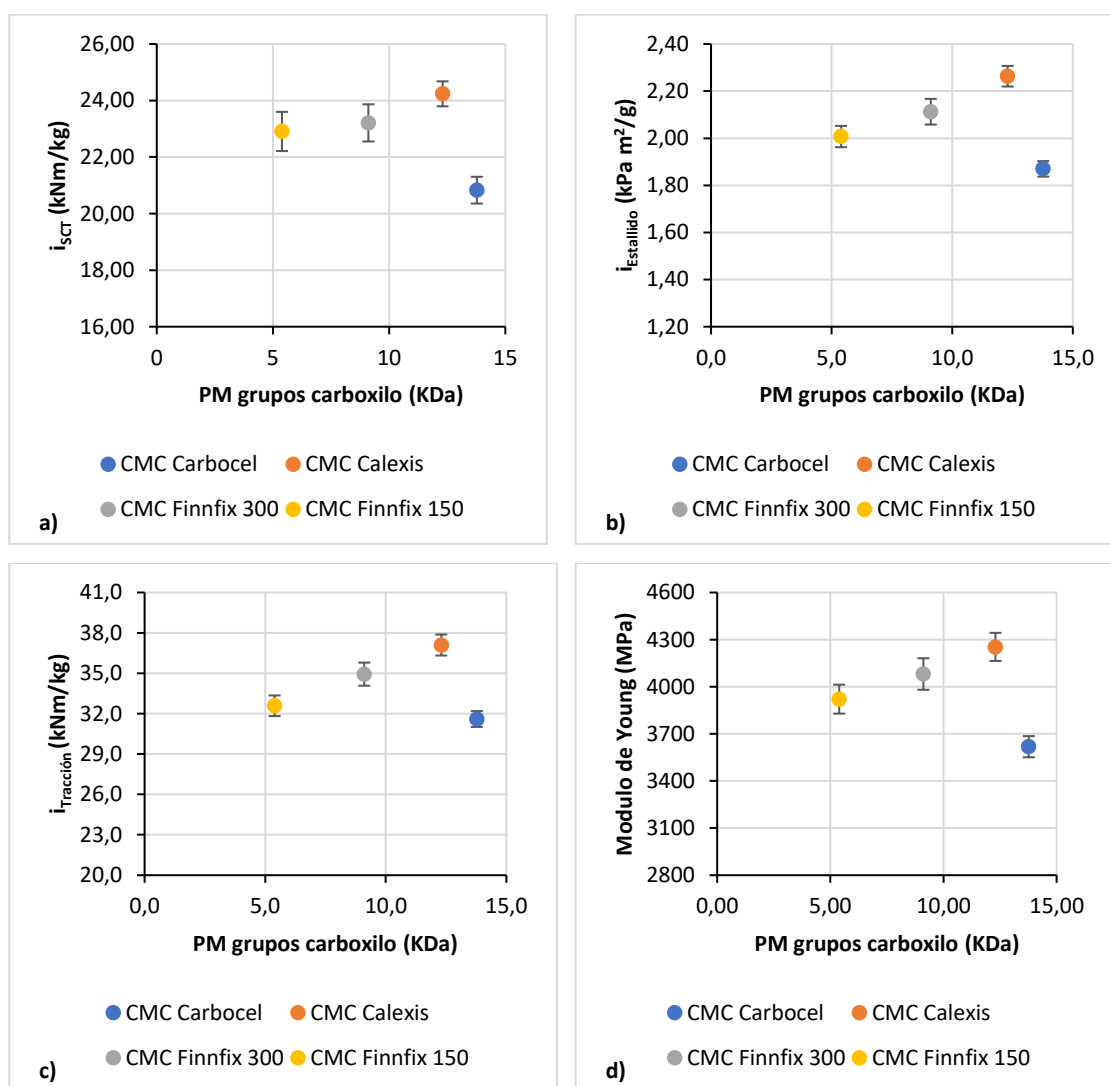 26,00
24,00
22,00
20,00
18,00
16,00
0 5 10 15
i SCT (kNm/kg)
PM grupos carboxilo (KDa)
CMC Carbocel CMC Calexis
CMC Finnfix 300 CMC Finnfix 150
a)
2,40
2,20
2,00
1,80
1,60
1,40
1,20
0,0 5,0 10,0 15,0
i Estallido (kPa m²/g)
PM grupos carboxilo (KDa)
CMC Carbocel CMC Calexis
CMC Finnfix 300 CMC Finnfix 150
b)
41,0
38,0
35,0
32,0
29,0
26,0
23,0
20,0
0,0 5,0 10,0 15,0
i Tracción (kNm/kg)
PM grupos carboxilo (KDa)
CMC Carbocel CMC Calexis
CMC Finnfix 300 CMC Finnfix 150
c)
4600
4300
4000
3700
3400
3100
2800
0,00 5,00 10,00 15,00
Modulo de Young (MPa)
PM grupos carboxilo (KDa)
CMC Carbocel CMC Calexis
CMC Finnfix 300 CMC Finnfix 150
d)